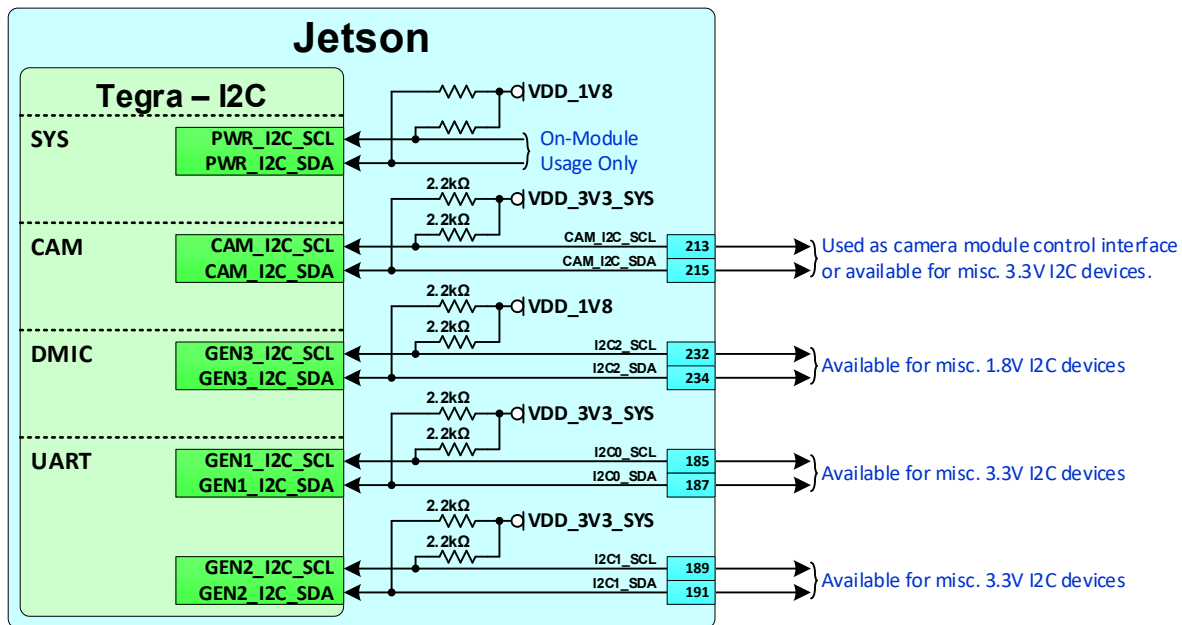 Jetson
Tegra – I2C
VDD_1V8
SYS
PWR_I2C_SCL
PWR_I2C_SDA
On-Module
Usage Only
2.2kΩ
VDD_3V3_SYS
2.2kΩ
CAM
CAM_I2C_SCL
CAM_I2C_SDA
CAM_I2C_SCL
213
CAM_I2C_SDA
215
Used as camera module control interface
or available for misc. 3.3V I2C devices.
2.2kΩ
VDD_1V8
2.2kΩ
DMIC
GEN3_I2C_SCL
GEN3_I2C_SDA
I2C2_SCL
232
I2C2_SDA
234
Available for misc. 1.8V I2C devices
2.2kΩ
VDD_3V3_SYS
2.2kΩ
UART
GEN1_I2C_SCL
GEN1_I2C_SDA
I2C0_SCL
185
I2C0_SDA
187
Available for misc. 3.3V I2C devices
2.2kΩ
VDD_3V3_SYS
2.2kΩ
GEN2_I2C_SCL
GEN2_I2C_SDA
I2C1_SCL
189
I2C1_SDA
191
Available for misc. 3.3V I2C devices